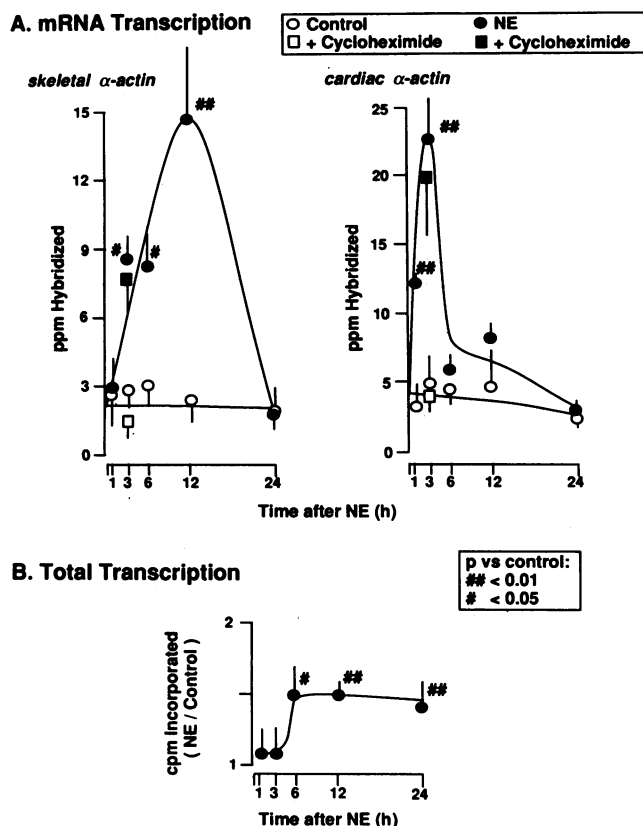 A. mRNA Transcription
Control
NE
+ Cycloheximide
+ Cycloheximide
skeletal α-actin
cardiac α-actin
ppm Hybridized
15
12
9
6
3
0
##
#
#
1 3 6 12 24
ppm Hybridized
25
20
15
10
5
0
##
##
1 3 6 12 24
Time after NE (h)
B. Total Transcription
p vs control:
## < 0.01
# < 0.05
cpm Incorporated
( NE / Control)
2
1
#
##
##
1 3 6 12 24
Time after NE (h)